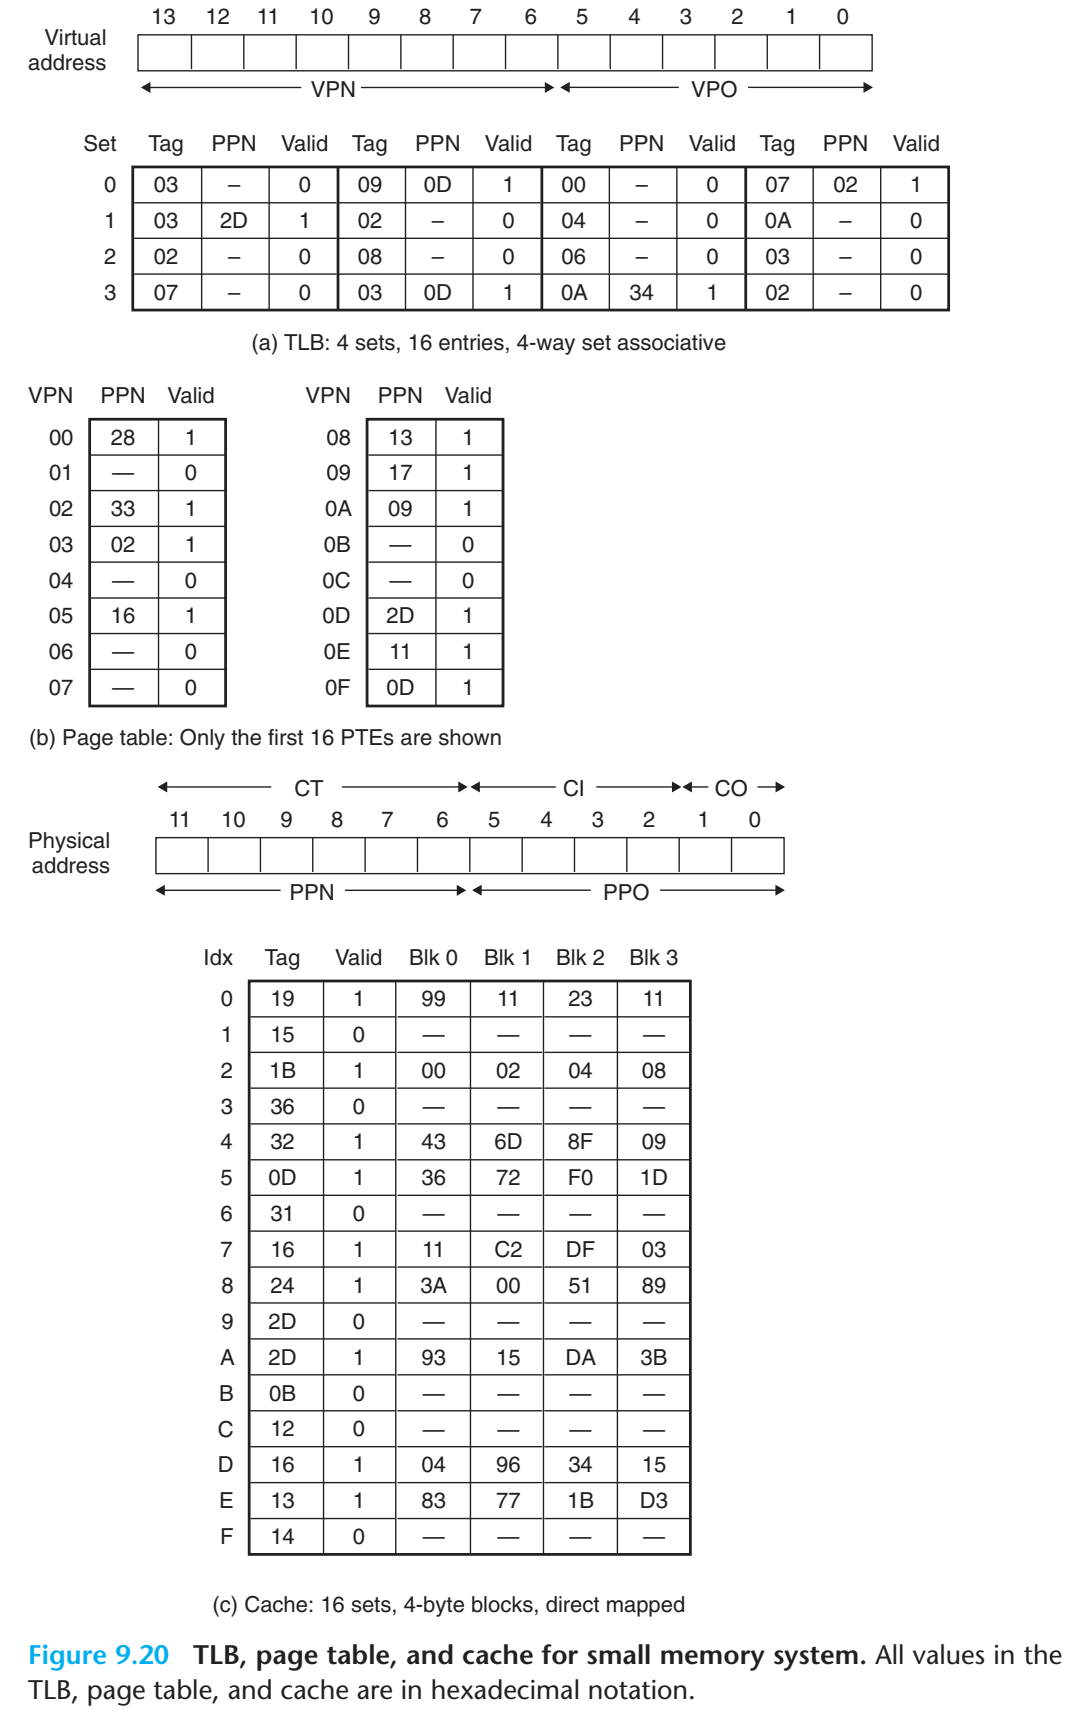 13 12 11 10 9 8 7 6 5 4 3 2 1 0
Virtual
address
VPN VPO
Set Tag PPN Valid Tag PPN Valid Tag PPN Valid Tag PPN Valid
0 03 – 0 09 0D 1 00 – 0 07 02 1
1 03 2D 1 02 – 0 04 – 0 0A – 0
2 02 – 0 08 – 0 06 – 0 03 – 0
3 07 – 0 03 0D 1 0A 34 1 02 – 0
(a) TLB: 4 sets, 16 entries, 4-way set associative
VPN PPN Valid VPN PPN Valid
00 28 1 08 13 1
01 — 0 09 17 1
02 33 1 0A 09 1
03 02 1 0B — 0
04 — 0 0C — 0
05 16 1 0D 2D 1
06 — 0 0E 11 1
07 — 0 0F 0D 1
(b) Page table: Only the first 16 PTEs are shown
CT CI CO
11 10 9 8 7 6 5 4 3 2 1 0
Physical
address
PPN PPO
Idx Tag Valid Blk 0 Blk 1 Blk 2 Blk 3
0 19 1 99 11 23 11
1 15 0 — — — —
2 1B 1 00 02 04 08
3 36 0 — — — —
4 32 1 43 6D 8F 09
5 0D 1 36 72 F0 1D
6 31 0 — — — —
7 16 1 11 C2 DF 03
8 24 1 3A 00 51 89
9 2D 0 — — — —
A 2D 1 93 15 DA 3B
B 0B 0 — — — —
C 12 0 — — — —
D 16 1 04 96 34 15
E 13 1 83 77 1B D3
F 14 0 — — — —
(c) Cache: 16 sets, 4-byte blocks, direct mapped
Figure 9.20 TLB, page table, and cache for small memory system. All values in the
TLB, page table, and cache are in hexadecimal notation.